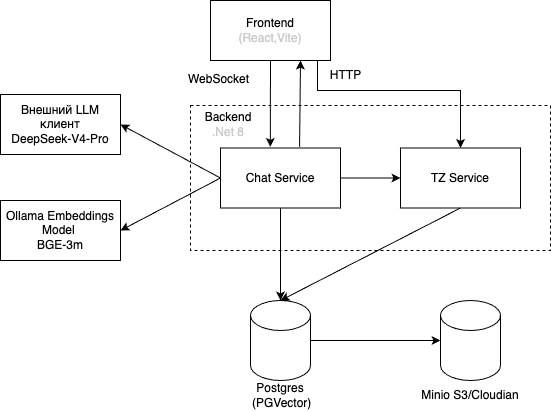 Frontend
(React,Vite)
WebSocket
HTTP
Внешний LLM
клиент
DeepSeek-V4-Pro
Backend
.Net 8
Chat Service
TZ Service
Ollama Embeddings
Model
BGE-3m
Postgres
(PGVector)
Minio S3/Cloudian